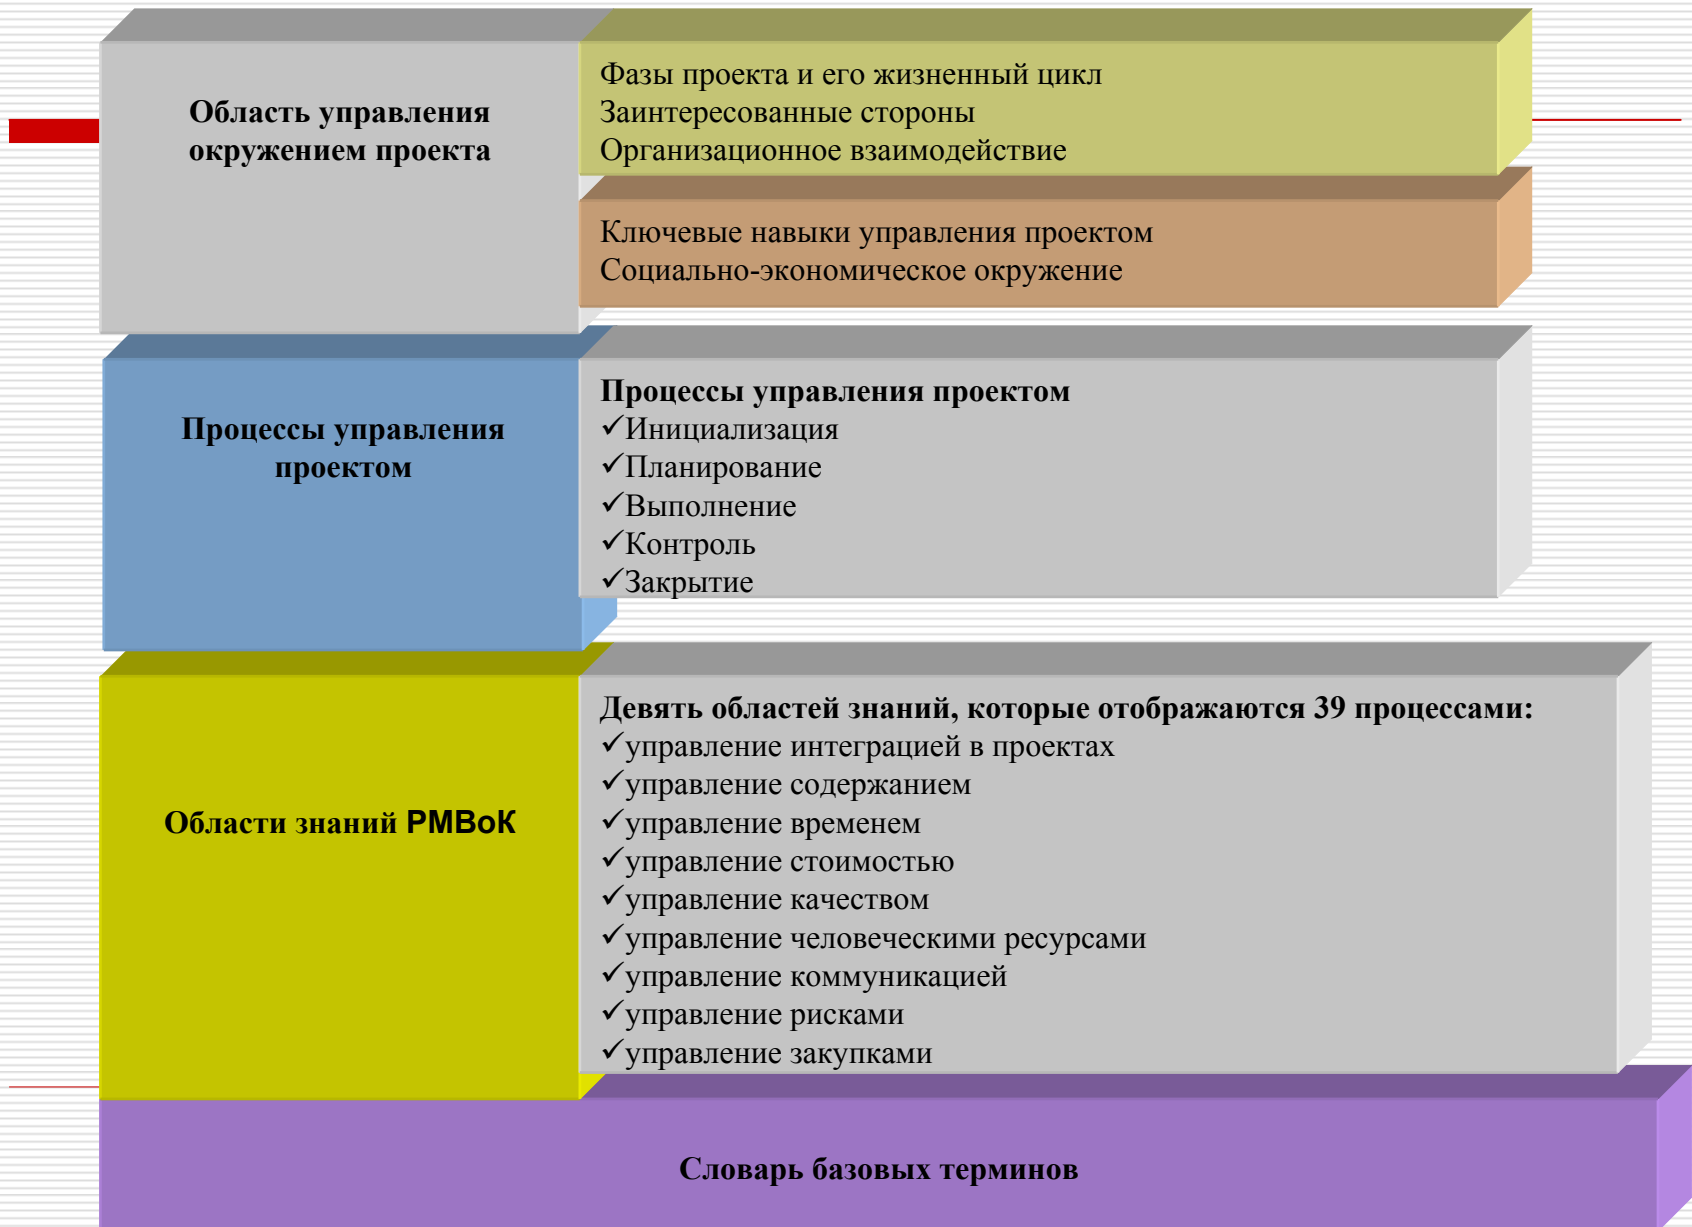 Область управления
окружением проекта
Фазы проекта и его жизненный цикл
Заинтересованные стороны
Организационное взаимодействие
Ключевые навыки управления проектом
Социально-экономическое окружение
Процессы управления
проектом
Процессы управления проектом
✓Инициализация
✓Планирование
✓Выполнение
✓Контроль
✓Закрытие
Области знаний PMBoK
Девять областей знаний, которые отображаются 39 процессами:
✓управление интеграцией в проектах
✓управление содержанием
✓управление временем
✓управление стоимостью
✓управление качеством
✓управление человеческими ресурсами
✓управление коммуникацией
✓управление рисками
✓управление закупками
Словарь базовых терминов